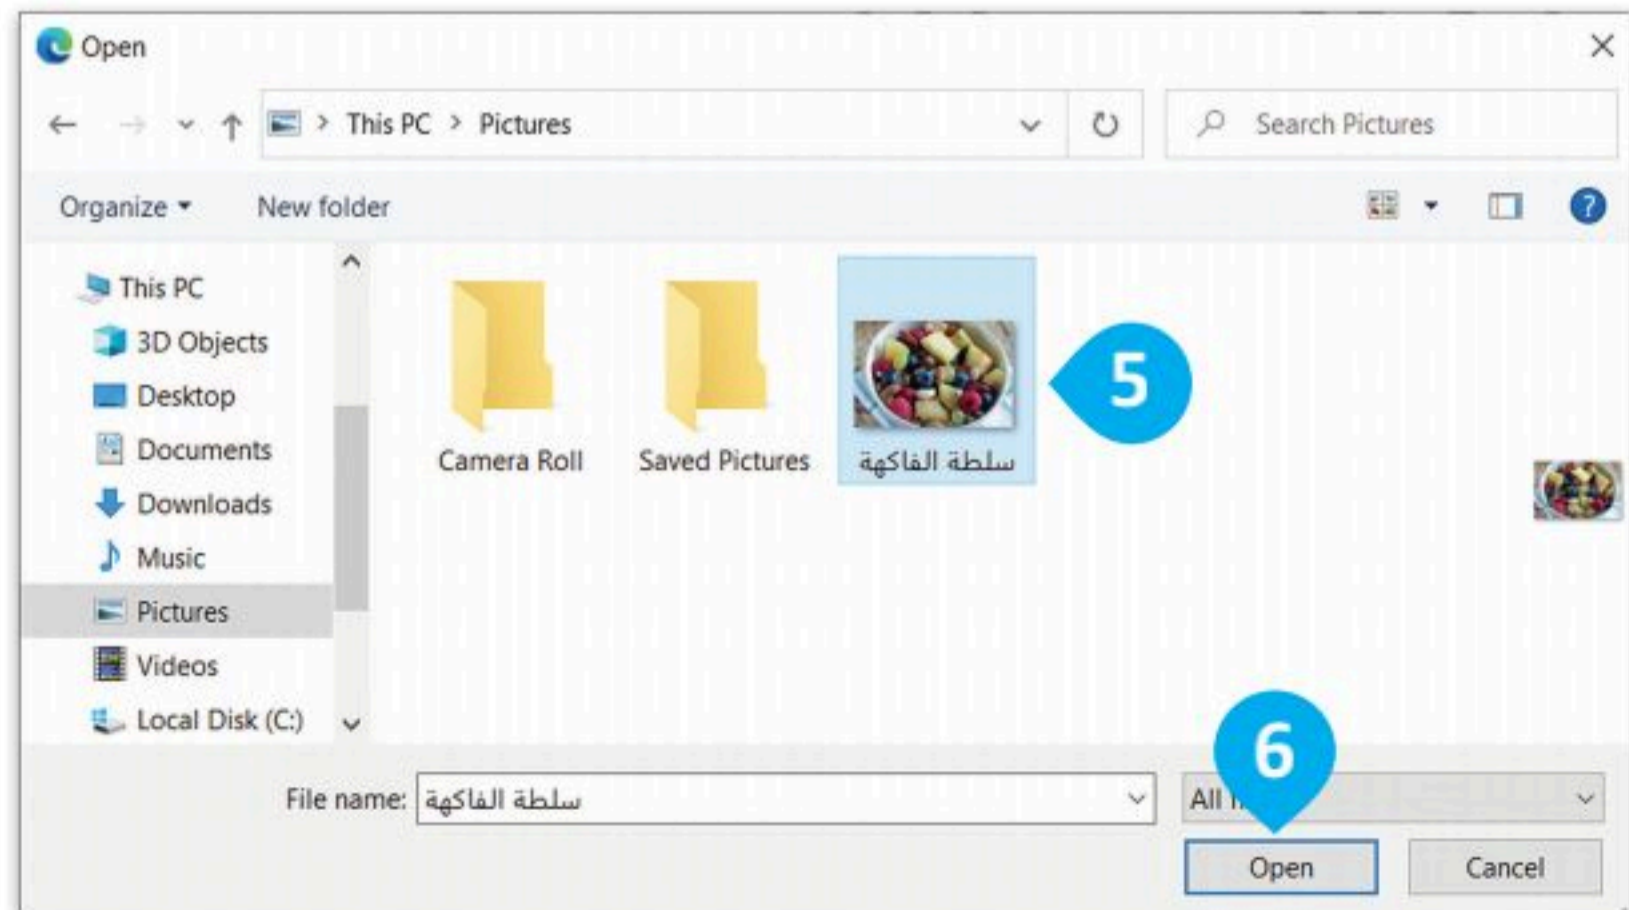 Open
This PC > Pictures
Search Pictures
Organize
New folder
?
This PC
3D Objects
Desktop
Documents
Downloads
Music
Pictures
Videos
Local Disk (C:)
Camera Roll
Saved Pictures
سلطة الفاكهة
5
6
File name: سلطة الفاكهة
All
Open
Cancel